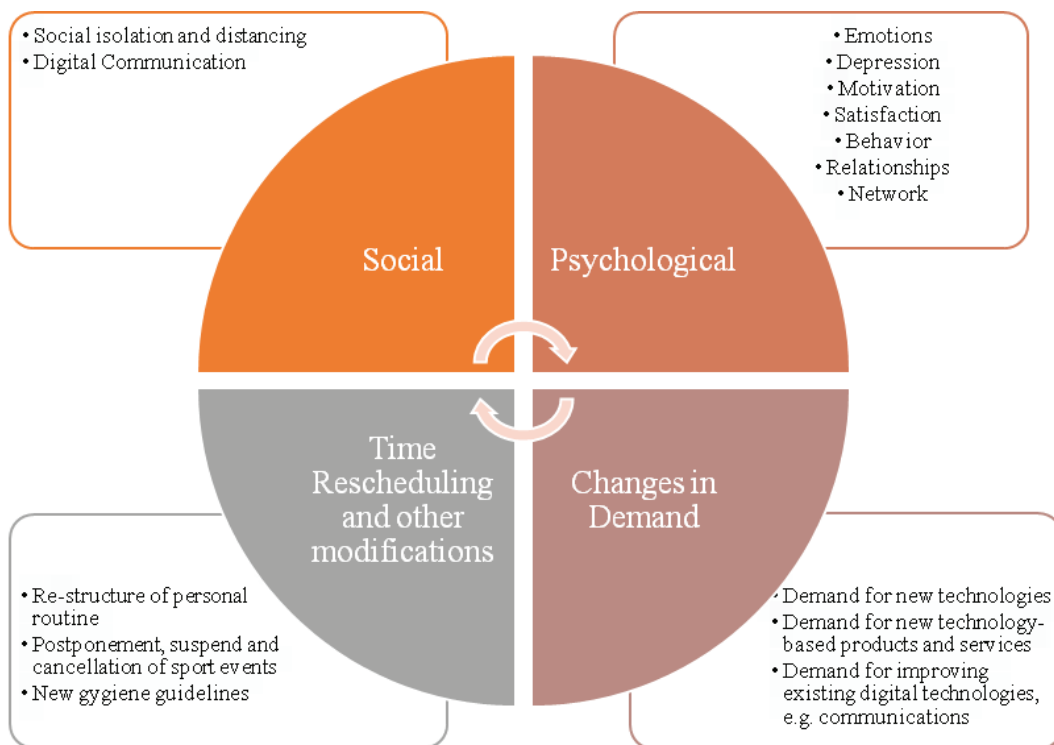 • Social isolation and distancing
• Digital Communication
• Emotions
• Depression
• Motivation
• Satisfaction
• Behavior
• Relationships
• Network
Social
Psychological
Time
Rescheduling
and other
modifications
Changes in
Demand
• Re-structure of personal
routine
• Postponement, suspend and
cancellation of sport events
• New gygiene guidelines
• Demand for new technologies
• Demand for new technology-
based products and services
• Demand for improving
existing digital technologies,
e.g. communications